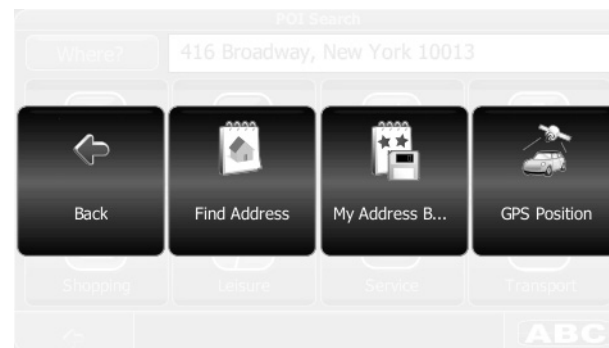 POI Search
Where?
416 Broadway, New York 10013
Back
Find Address
My Address B...
GPS Position
Shopping
Leisure
Service
Transport
ABC